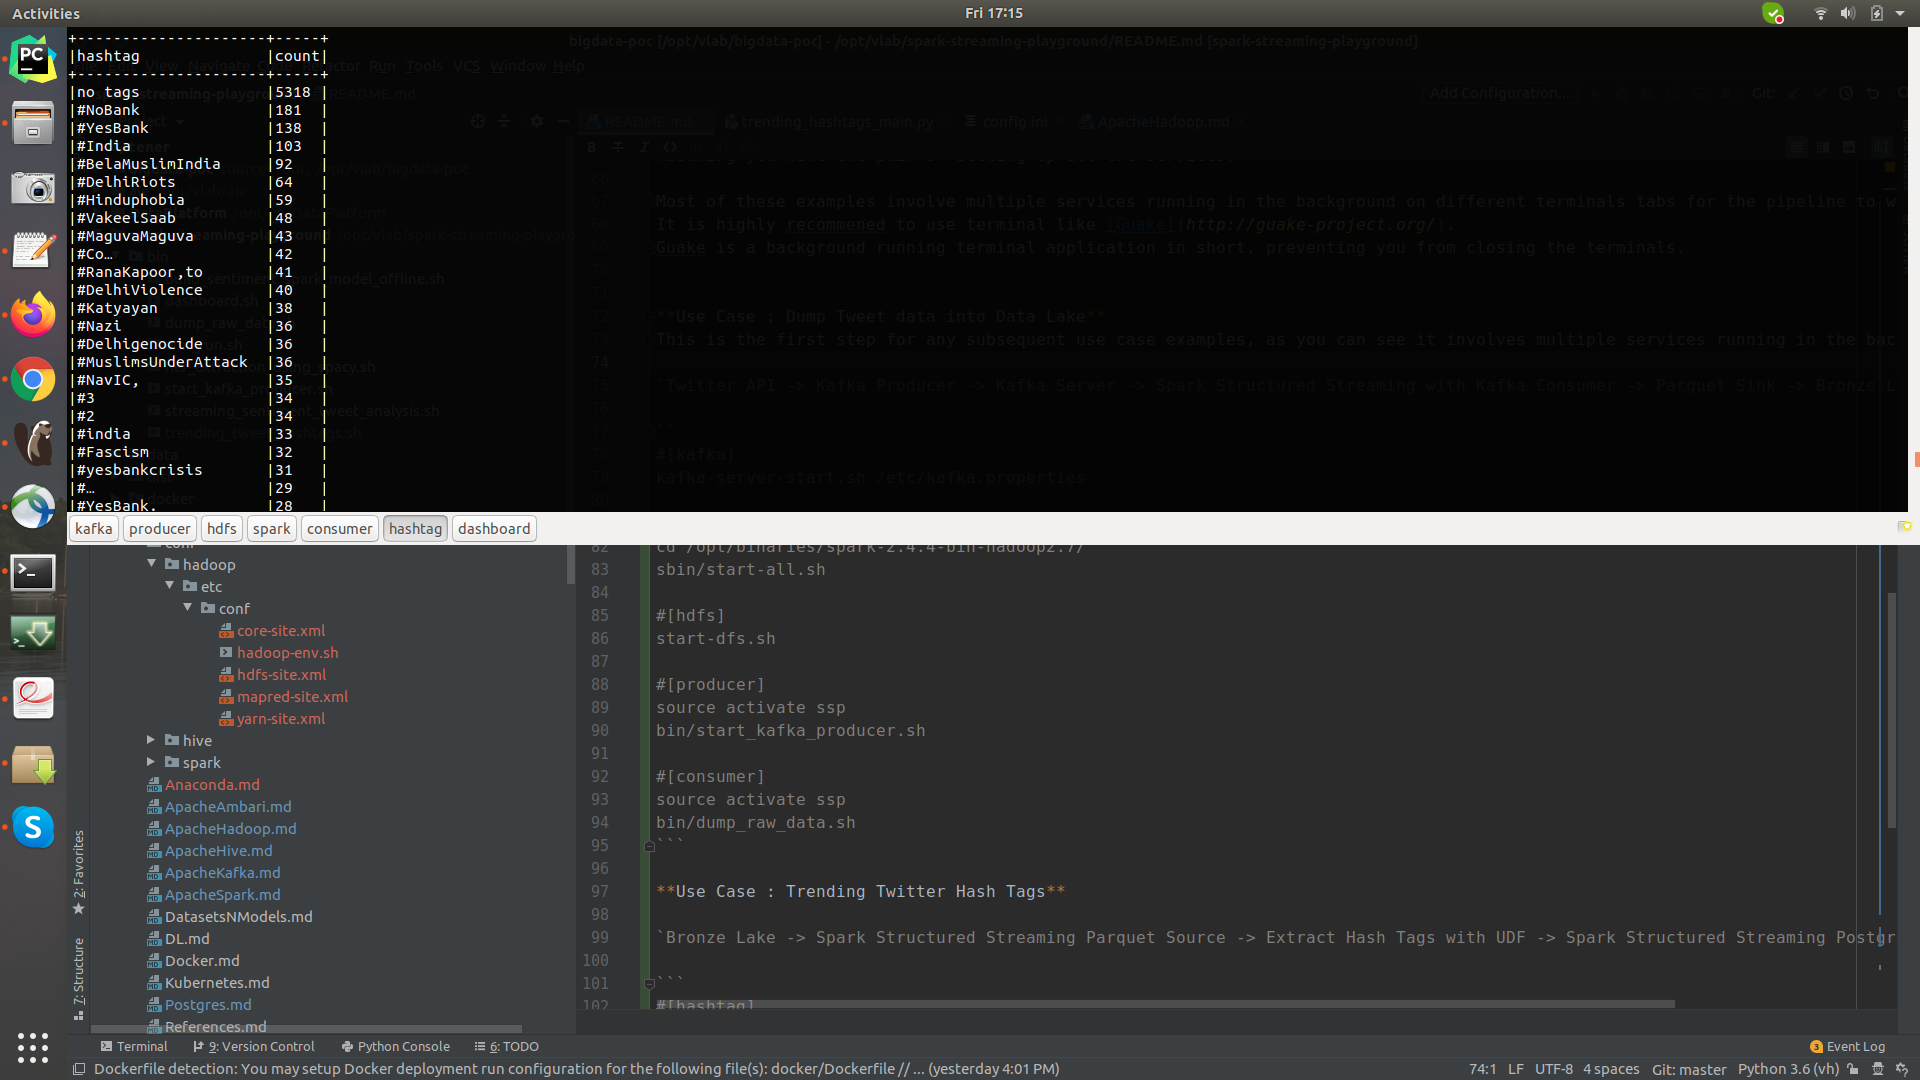 Activities
Fri 17:15
+---------------------+-----+
|hashtag |count|
+---------------------+-----+
|no tags |5318 |
|#NoBank |181 |
|#YesBank |138 |
|#India |103 |
|#BelaMuslimIndia |92 |
|#DelhiRiots |64 |
|#Hinduphobia |59 |
|#VakeelSaab |48 |
|#MaguvaMaguva |43 |
|#Co… |42 |
|#RanaKapoor,to |41 |
|#DelhiViolence |40 |
|#Katyayan |38 |
|#Nazi |36 |
|#Delhigenocide |36 |
|#MuslimsUnderAttack |36 |
|#NavIC, |35 |
|#3 |34 |
|#2 |34 |
|#india |33 |
|#Fascism |32 |
|#yesbankcrisis |31 |
|#… |29 |
|#YesBank. |28 |
bigdata-poc [/opt/vlab/bigdata-poc] - /opt/vlab/spark-streaming-playground/README.md [spark-streaming-playground]
View Navigate Code Refactor Run Tools VCS Window Help
Add Configuration...
Git:
README.md
trending_hashtags_main.py
config.ini
ApacheHadoop.md
67 Most of these examples involve multiple services running in the background on different terminals tabs for the pipeline to w
68 It is highly recommened to use terminal like [Guake](http://guake-project.org/).
69 Guake is a background running terminal application in short, preventing you from closing the terminals.
70
71
72 **Use Case : Dump Tweet data into Data Lake**
73 This is the first step for any subsequent use case examples, as you can see it involves multiple services running in the bac
74
75 `Twitter API -> Kafka Producer -> Kafka Server -> Spark Structured Streaming with Kafka Consumer -> Parquet Sink -> Bronze L
76
77 ```
78 #[kafka]
79 kafka-server-start.sh /etc/kafka.properties
80
kafka
producer
hdfs
spark
consumer
hashtag
dashboard
hadoop
etc
conf
core-site.xml
hadoop-env.sh
hdfs-site.xml
mapred-site.xml
yarn-site.xml
hive
spark
Anaconda.md
ApacheAmbari.md
ApacheHadoop.md
ApacheHive.md
ApacheKafka.md
ApacheSpark.md
DatasetsNModels.md
DL.md
Docker.md
Kubernetes.md
Postgres.md
References.md
2: Favorites
7: Structure
82 cd /opt/binaries/spark-2.4.4-bin-hadoop2.7/
83 sbin/start-all.sh
84
85 #[hdfs]
86 start-dfs.sh
87
88 #[producer]
89 source activate ssp
90 bin/start_kafka_producer.sh
91
92 #[consumer]
93 source activate ssp
94 bin/dump_raw_data.sh
95 ```
96
97 **Use Case : Trending Twitter Hash Tags**
98
99 `Bronze Lake -> Spark Structured Streaming Parquet Source -> Extract Hash Tags with UDF -> Spark Structured Streaming Postgr
100
101 ```
102 #[hashtag]
Terminal
9: Version Control
Python Console
6: TODO
3 Event Log
Dockerfile detection: You may setup Docker deployment run configuration for the following file(s): docker/Dockerfile // ... (yesterday 4:01 PM)
74:1 LF UTF-8 4 spaces Git: master Python 3.6 (vh)